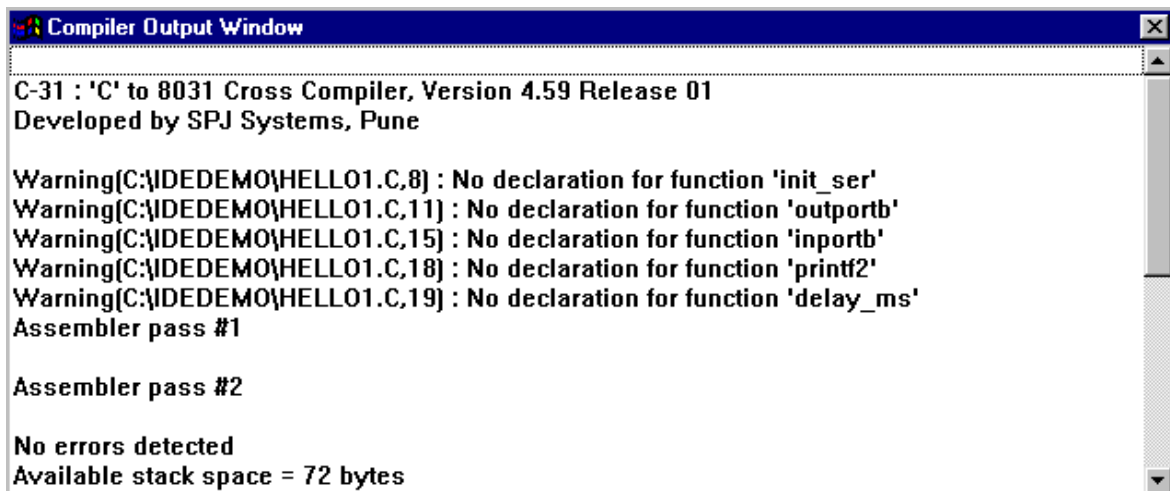 Compiler Output Window
C-31 : 'C' to 8031 Cross Compiler, Version 4.59 Release 01
Developed by SPJ Systems, Pune
Warning(C:\IDEDEMO\HELLO1.C,8) : No declaration for function 'init_ser'
Warning(C:\IDEDEMO\HELLO1.C,11) : No declaration for function 'outportb'
Warning(C:\IDEDEMO\HELLO1.C,15) : No declaration for function 'inportb'
Warning(C:\IDEDEMO\HELLO1.C,18) : No declaration for function 'printf2'
Warning(C:\IDEDEMO\HELLO1.C,19) : No declaration for function 'delay_ms'
Assembler pass #1
Assembler pass #2
No errors detected
Available stack space = 72 bytes